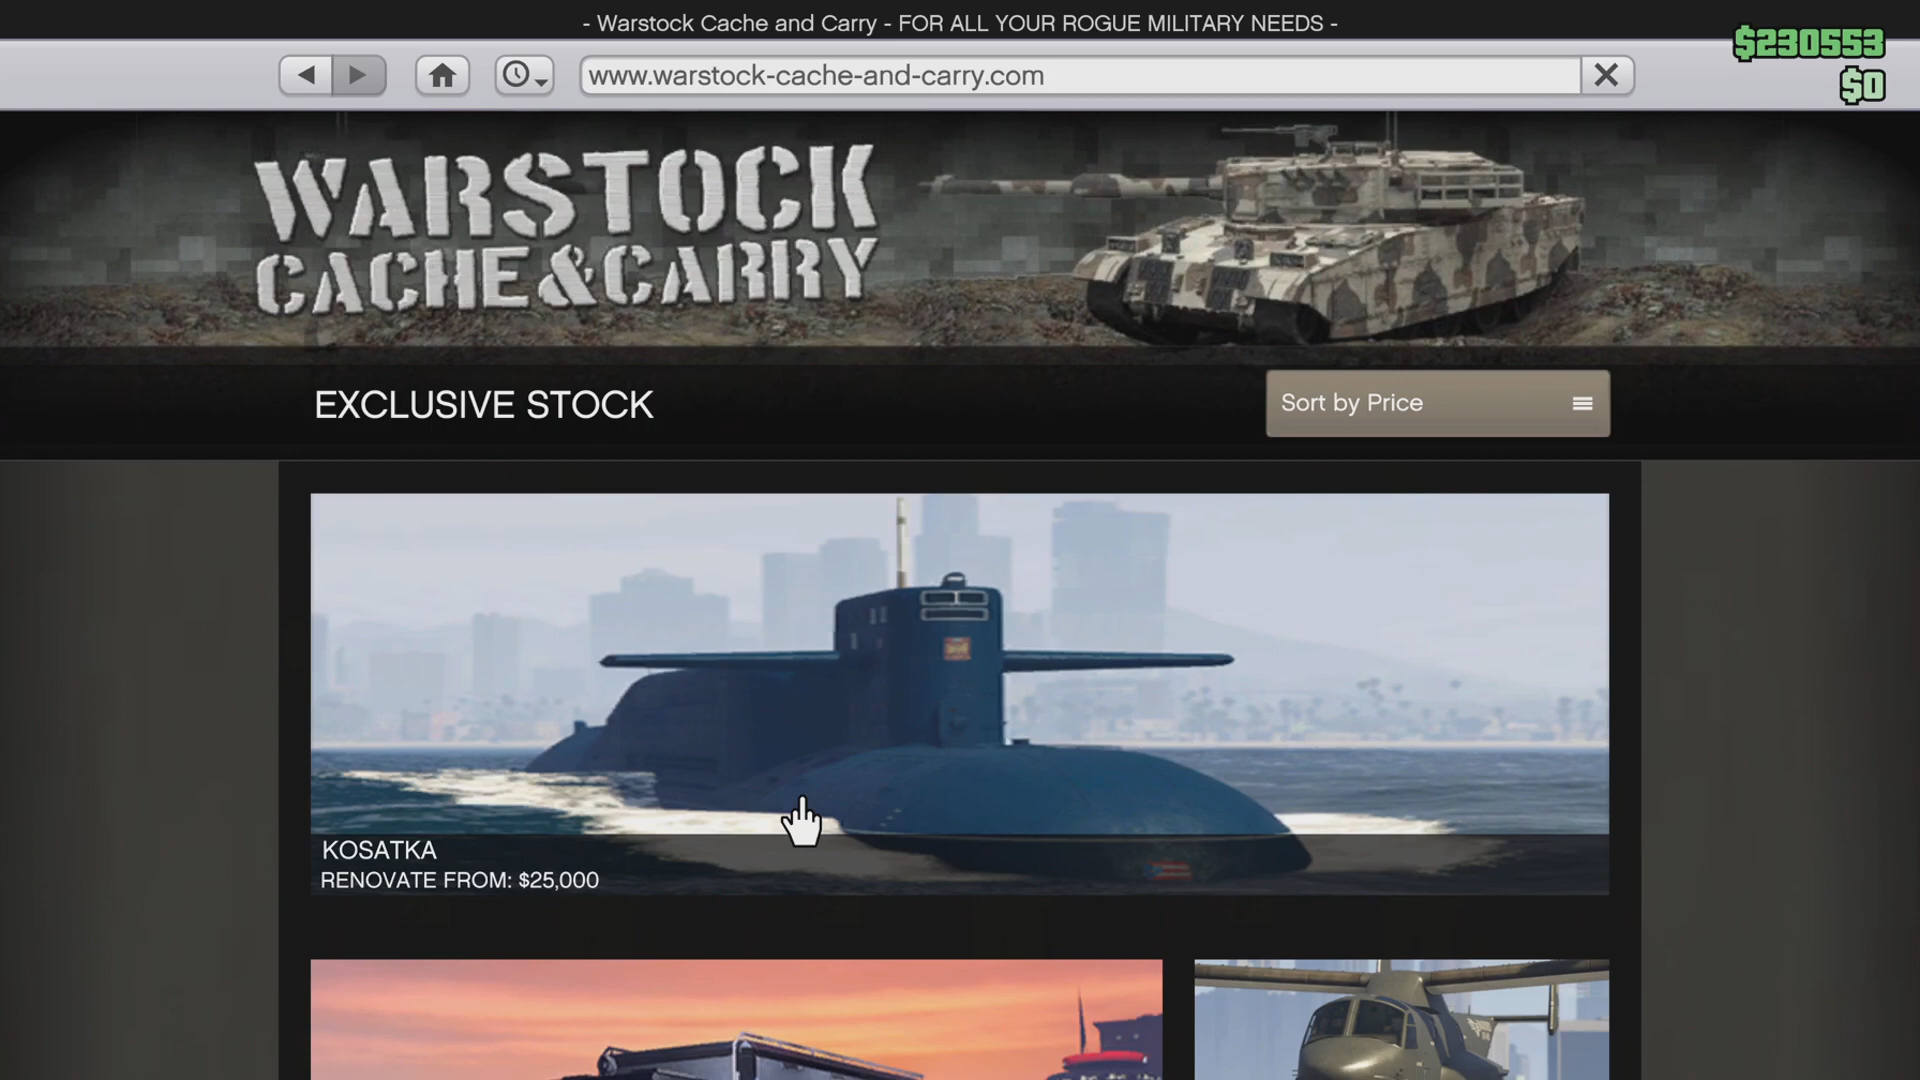 - Warstock Cache and Carry - FOR ALL YOUR ROGUE MILITARY NEEDS -
$230553
www.warstock-cache-and-carry.com
$0
WARSTOCK
CACHE&CARRY
EXCLUSIVE STOCK
Sort by Price
KOSATKA
RENOVATE FROM: $25,000